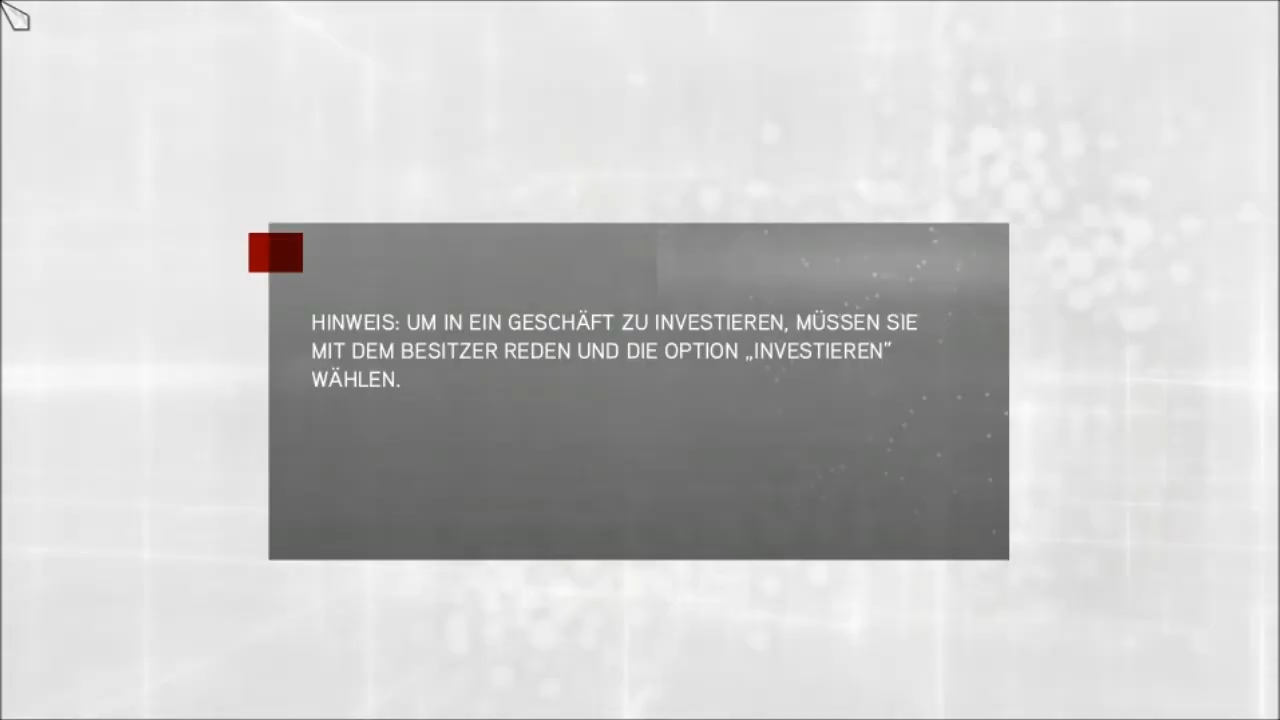 HINWEIS: UM IN EIN GESCHÄFT ZU INVESTIEREN, MÜSSEN SIE
MIT DEM BESITZER REDEN UND DIE OPTION „INVESTIEREN”
WÄHLEN.